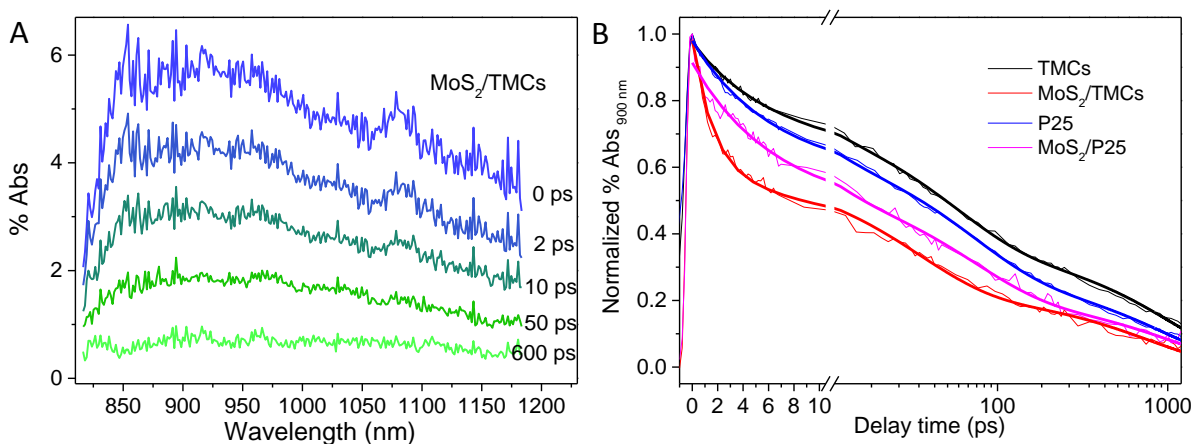 A
MoS2/TMCs
% Abs
6
4
2
0
0 ps
2 ps
10 ps
50 ps
600 ps
850 900 950 1000 1050 1100 1150 1200
Wavelength (nm)
B
Normalized % Abs 900 nm
1.0
0.8
0.6
0.4
0.2
0.0
TMCs
MoS2/TMCs
P25
MoS2/P25
0 2 4 6 8 10 100 1000
Delay time (ps)